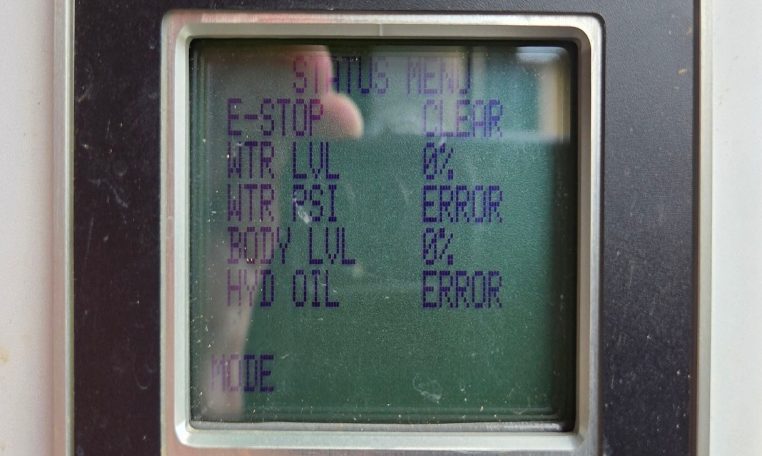 STATUS MENU
E-STOP CLEAR
WTR LVL 0%
WTR PSI ERROR
BODY LVL 0%
HYD OIL ERROR
MODE